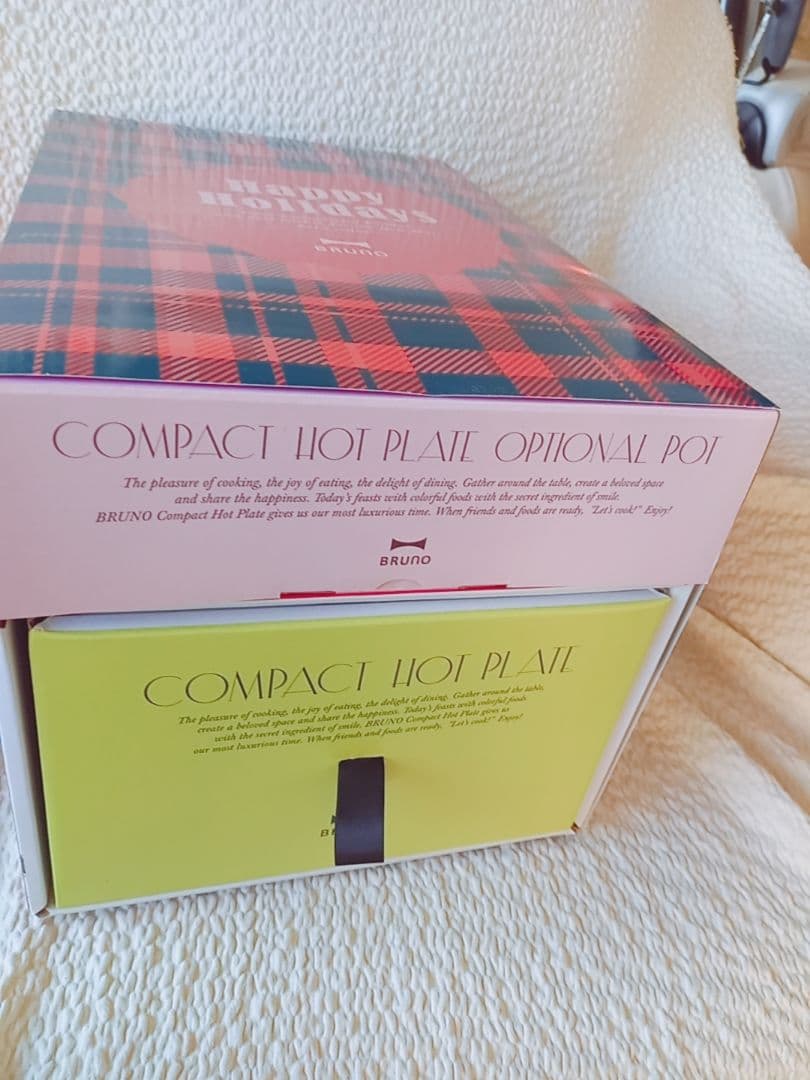 Happy
Holidays
BRUNO
COMPACT HOT PLATE OPTIONAL POT
The pleasure of cooking, the joy of eating, the delight of dining. Gather around the table, create a beloved space
and share the happiness. Today's feasts with colorful foods with the secret ingredient of smile.
BRUNO Compact Hot Plate gives us our most luxurious time. When friends and foods are ready, "Let's cook!" Enjoy!
BRUNO
COMPACT HOT PLATE
The pleasure of cooking, the joy of eating, the delight of dining. Gather around the table,
create a beloved space and share the happiness. Today's feasts with colorful foods
with the secret ingredient of smile. BRUNO Compact Hot Plate gives us
our most luxurious time. When friends and foods are ready, "Let's cook!" Enjoy!